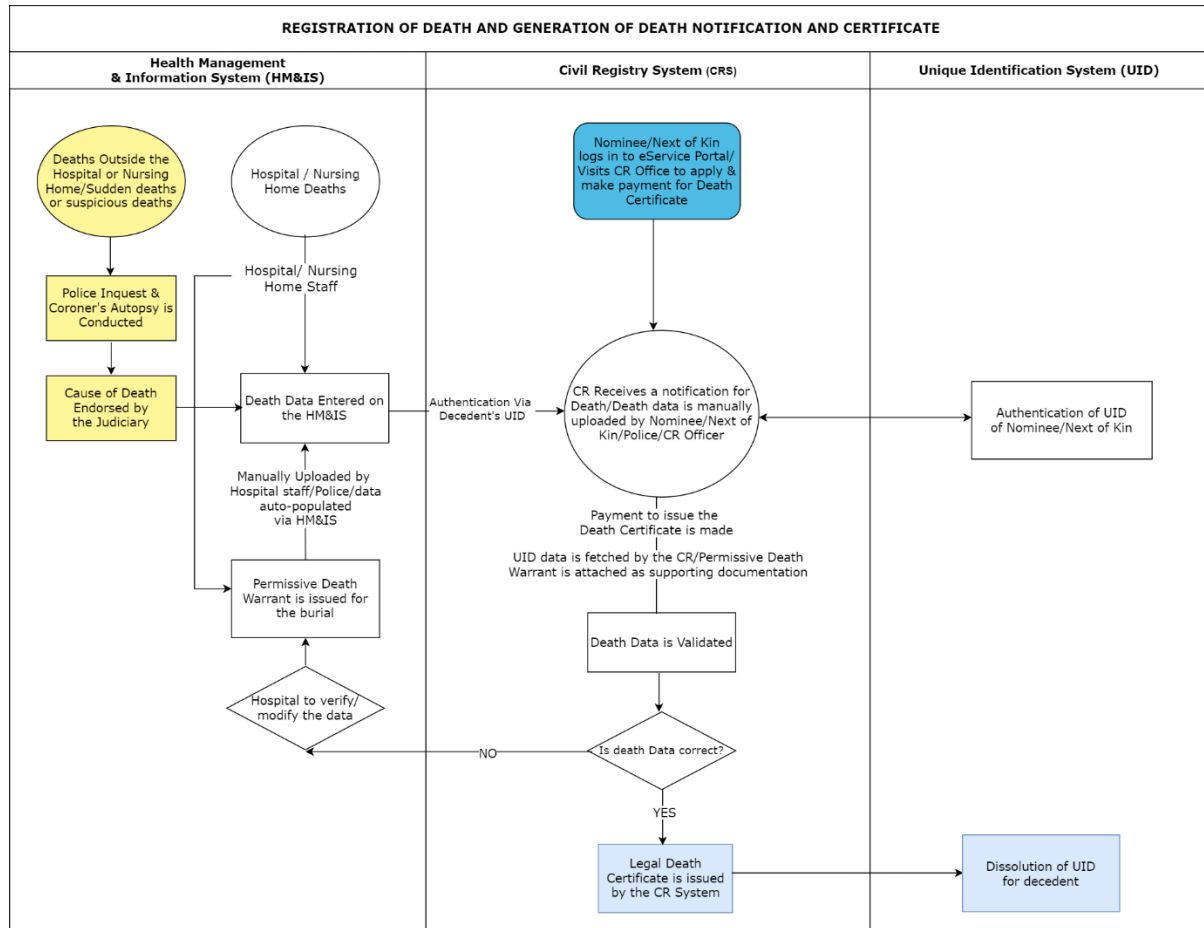 REGISTRATION OF DEATH AND GENERATION OF DEATH NOTIFICATION AND CERTIFICATE
Health Management
& Information System (HM&IS)
Civil Registry System (CRS)
Unique Identification System (UID)
Deaths Outside the
Hospital or Nursing
Home/Sudden deaths
or suspicious deaths
Hospital / Nursing
Home Deaths
Nominee/Next of Kin
logs in to eService Portal/
Visits CR Office to apply &
make payment for Death
Certificate
Hospital/ Nursing
Home Staff
Police Inquest &
Coroner's Autopsy is
Conducted
Cause of Death
Endorsed by
the Judiciary
Death Data Entered on
the HM&IS
Authentication Via
Decedent's UID
CR Receives a notification for
Death/Death data is manually
uploaded by Nominee/Next of
Kin/Police/CR Officer
Authentication of UID
of Nominee/Next of Kin
Manually Uploaded by
Hospital staff/Police/data
auto-populated
via HM&IS
Payment to issue the
Death Certificate is made
UID data is fetched by the CR/Permissive Death
Warrant is attached as supporting documentation
Permissive Death
Warrant is issued for
the burial
Death Data is Validated
Hospital to verify/
modify the data
NO
Is death Data correct?
YES
Legal Death
Certificate is issued
by the CR System
Dissolution of UID
for decedent